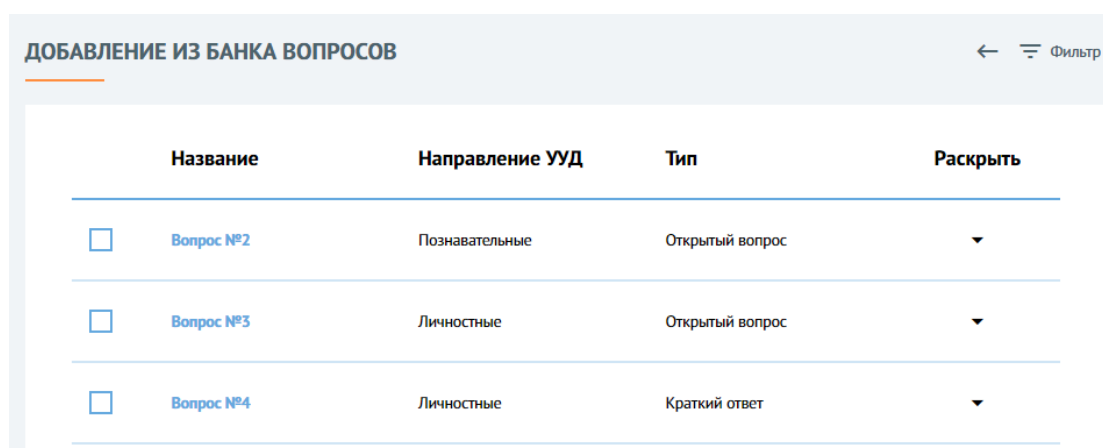 ДОБАВЛЕНИЕ ИЗ БАНКА ВОПРОСОВ
Фильтр
Название Направление УУД Тип Раскрыть
Вопрос №2 Познавательные Открытый вопрос
Вопрос №3 Личностные Открытый вопрос
Вопрос №4 Личностные Краткий ответ